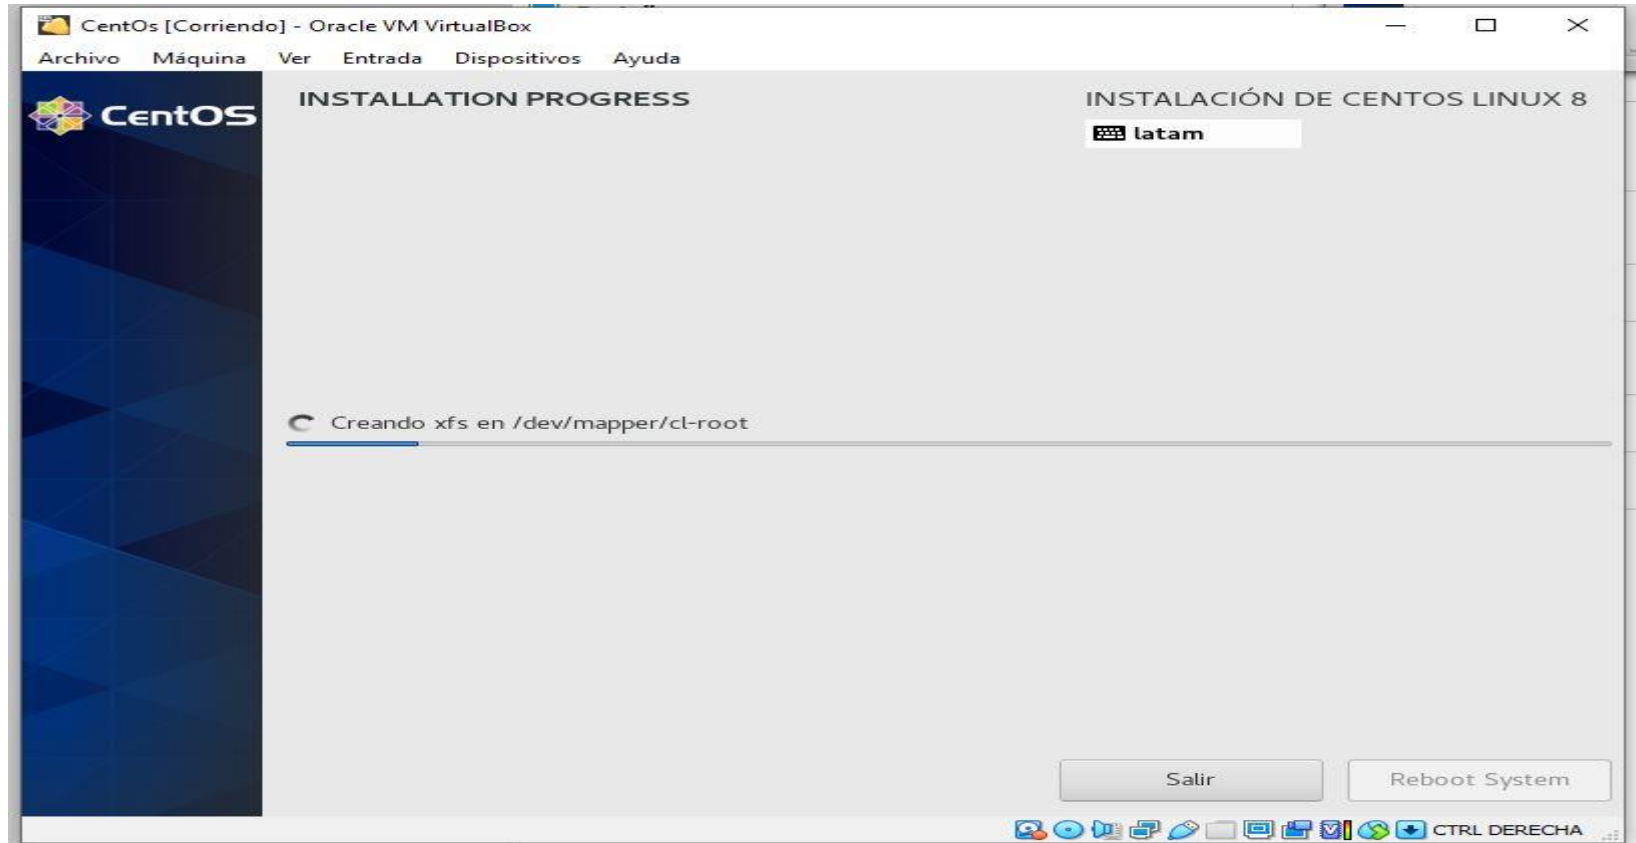 CentOs [Corriendo] - Oracle VM VirtualBox
Archivo Máquina Ver Entrada Dispositivos Ayuda
CentOS
INSTALLATION PROGRESS
INSTALACIÓN DE CENTOS LINUX 8
latam
Creando xfs en /dev/mapper/cl-root
Salir
Reboot System
CTRL DERECHA